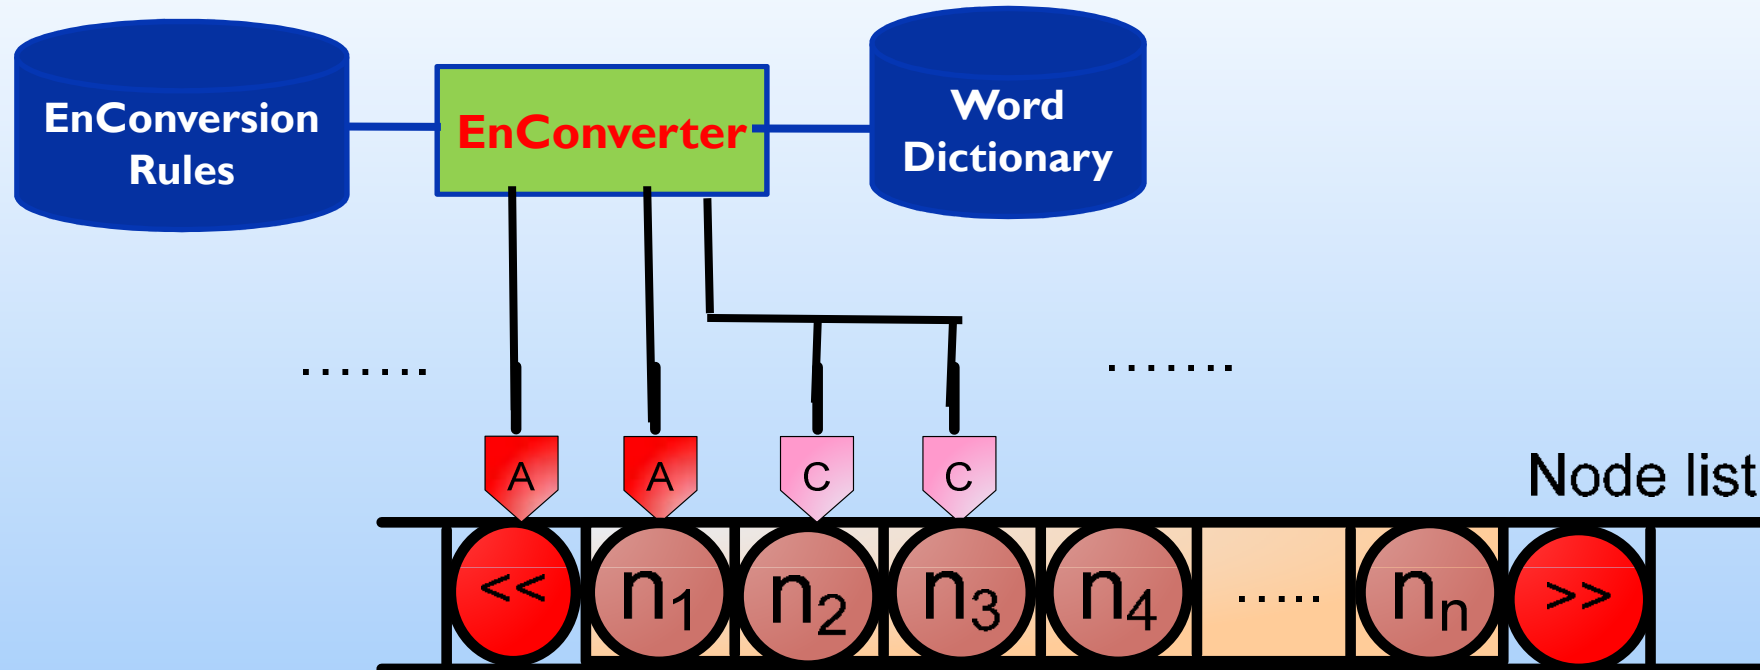 EnConversion
Rules
EnConverter
Word
Dictionary
.......
.......
A
A
C
C
Node list
<<
n1
n2
n3
n4
.....
nn
>>